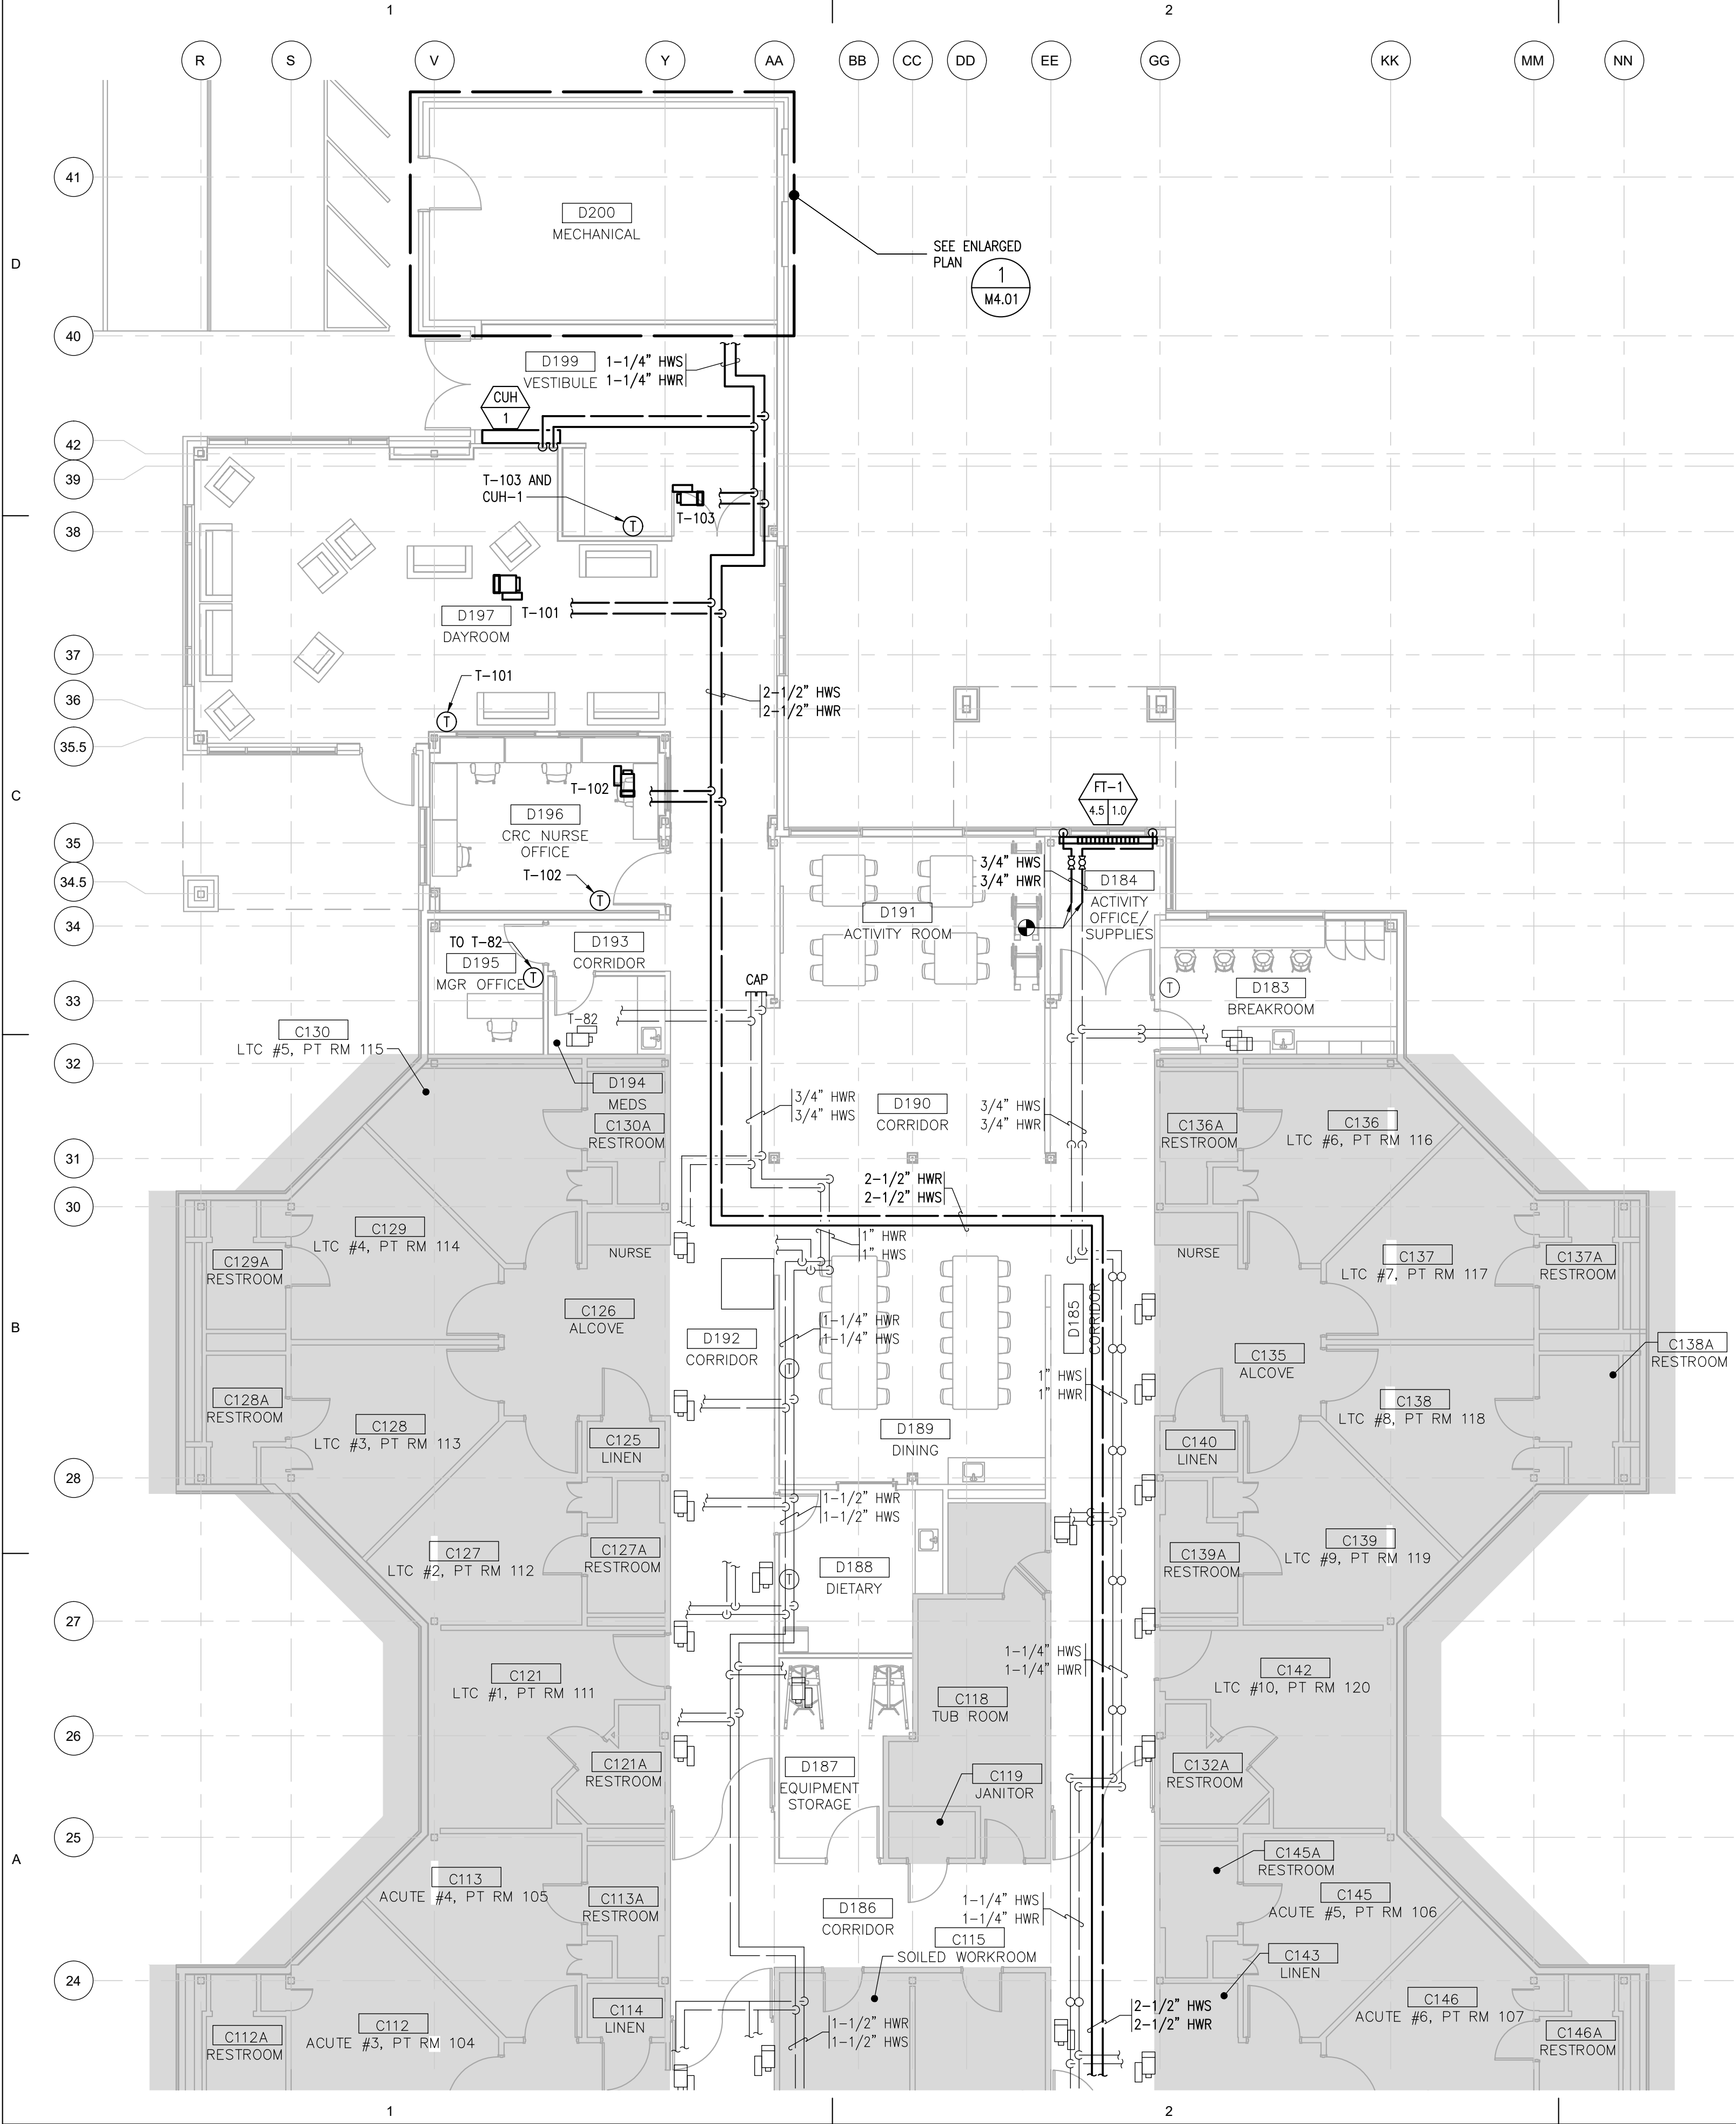 1
2
R
S
V
Y
AA
BB
CC
DD
EE
GG
KK
MM
NN
41
D200
MECHANICAL
SEE ENLARGED
PLAN
1
M4.01
D
40
D199
VESTIBULE
1-1/4" HWS
1-1/4" HWR
CUH
1
42
39
T-103 AND
CUH-1
T
T-103
38
D197
DAYROOM
T-101
37
T-101
T
36
2-1/2" HWS
2-1/2" HWR
35.5
C
T-102
D196
CRC NURSE
OFFICE
T-102
T
FT-1
4.5 1.0
35
34.5
3/4" HWS
3/4" HWR
D184
ACTIVITY
OFFICE/
SUPPLIES
D191
ACTIVITY ROOM
34
TO T-82
D195
MGR OFFICE
T
D193
CORRIDOR
CAP
T
D183
BREAKROOM
33
C130
LTC #5, PT RM 115
T-82
32
D194
MEDS
C130A
RESTROOM
3/4" HWR
3/4" HWS
D190
CORRIDOR
3/4" HWS
3/4" HWR
C136A
RESTROOM
C136
LTC #6, PT RM 116
31
2-1/2" HWR
2-1/2" HWS
30
C129
LTC #4, PT RM 114
C129A
RESTROOM
NURSE
1" HWR
1" HWS
NURSE
C137
LTC #7, PT RM 117
C137A
RESTROOM
C126
ALCOVE
D185
CORRIDOR
B
D192
CORRIDOR
1-1/4" HWR
1-1/4" HWS
T
C135
ALCOVE
C138A
RESTROOM
1" HWS
1" HWR
C128A
RESTROOM
C128
LTC #3, PT RM 113
C138
LTC #8, PT RM 118
C125
LINEN
D189
DINING
C140
LINEN
28
1-1/2" HWR
1-1/2" HWS
C127
LTC #2, PT RM 112
C127A
RESTROOM
T
D188
DIETARY
C139A
RESTROOM
C139
LTC #9, PT RM 119
27
1-1/4" HWS
1-1/4" HWR
C121
LTC #1, PT RM 111
C118
TUB ROOM
C142
LTC #10, PT RM 120
26
C121A
RESTROOM
D187
EQUIPMENT
STORAGE
C119
JANITOR
C132A
RESTROOM
25
A
C113
ACUTE #4, PT RM 105
C113A
RESTROOM
D186
CORRIDOR
1-1/4" HWS
1-1/4" HWR
C145A
RESTROOM
C145
ACUTE #5, PT RM 106
C115
SOILED WORKROOM
C143
LINEN
24
C112A
RESTROOM
C112
ACUTE #3, PT RM 104
C114
LINEN
1-1/2" HWR
1-1/2" HWS
2-1/2" HWS
2-1/2" HWR
C146
ACUTE #6, PT RM 107
C146A
RESTROOM
1
2